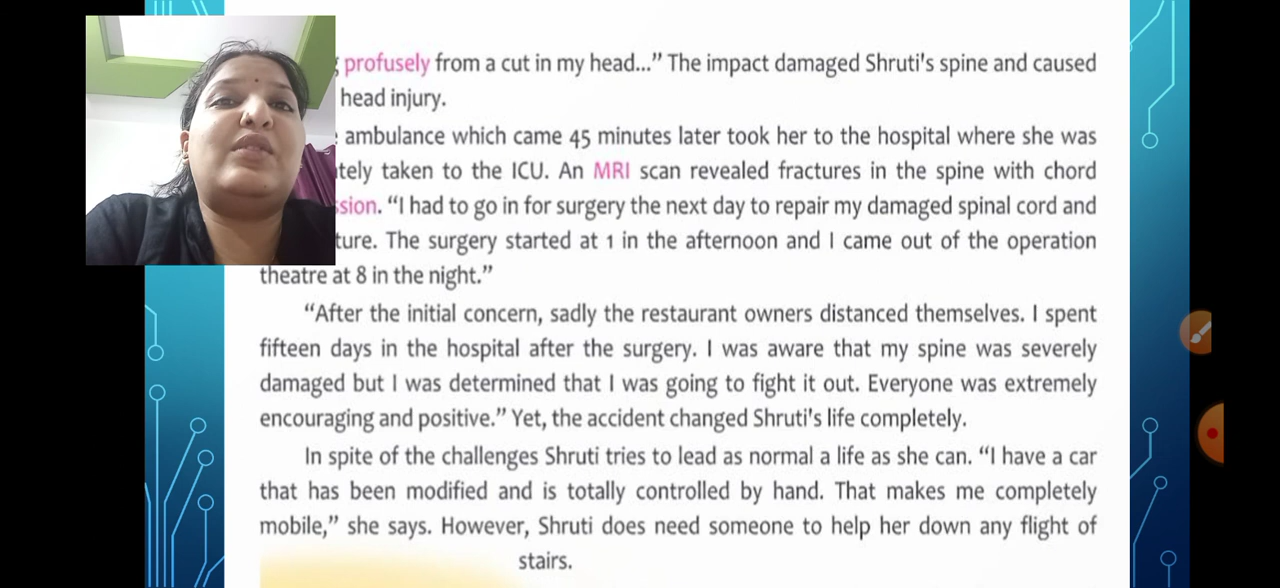 profusely from a cut in my head...” The impact damaged Shruti's spine and caused
head injury.
ambulance which came 45 minutes later took her to the hospital where she was
tely taken to the ICU. An MRI scan revealed fractures in the spine with chord
sion. “I had to go in for surgery the next day to repair my damaged spinal cord and
ture. The surgery started at 1 in the afternoon and I came out of the operation
theatre at 8 in the night.”
“After the initial concern, sadly the restaurant owners distanced themselves. I spent
fifteen days in the hospital after the surgery. I was aware that my spine was severely
damaged but I was determined that I was going to fight it out. Everyone was extremely
encouraging and positive.” Yet, the accident changed Shruti's life completely.
In spite of the challenges Shruti tries to lead as normal a life as she can. “I have a car
that has been modified and is totally controlled by hand. That makes me completely
mobile,” she says. However, Shruti does need someone to help her down any flight of
stairs.